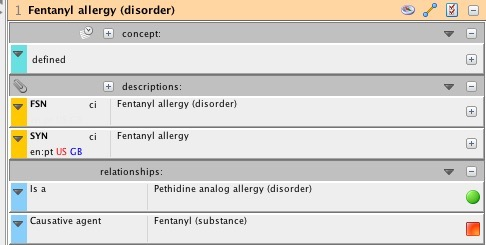 1 Fentanyl allergy (disorder)
concept:
defined
descriptions:
FSN ci Fentanyl allergy (disorder)
SYN ci Fentanyl allergy
en:pt US GB
relationships:
Is a Pethidine analog allergy (disorder)
Causative agent Fentanyl (substance)